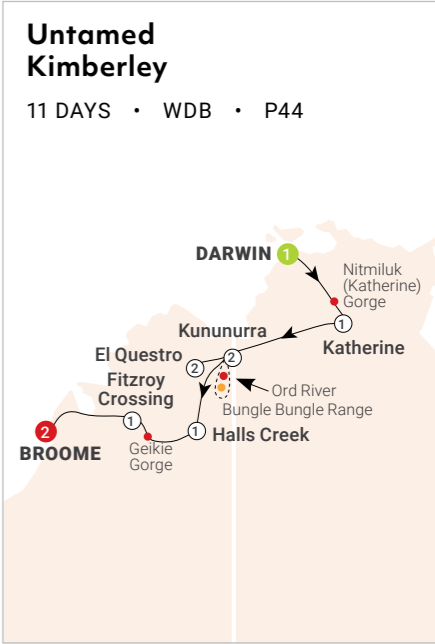 Untamed
Kimberley
11 DAYS • WDB • P44
DARWIN 1
Nitmiluk
(Katherine)
Gorge
1
Katherine
Kununurra
2
El Questro
2
Ord River
Bungle Bungle Range
Fitzroy
Crossing
1
1
Halls Creek
2
BROOME
Geikie
Gorge